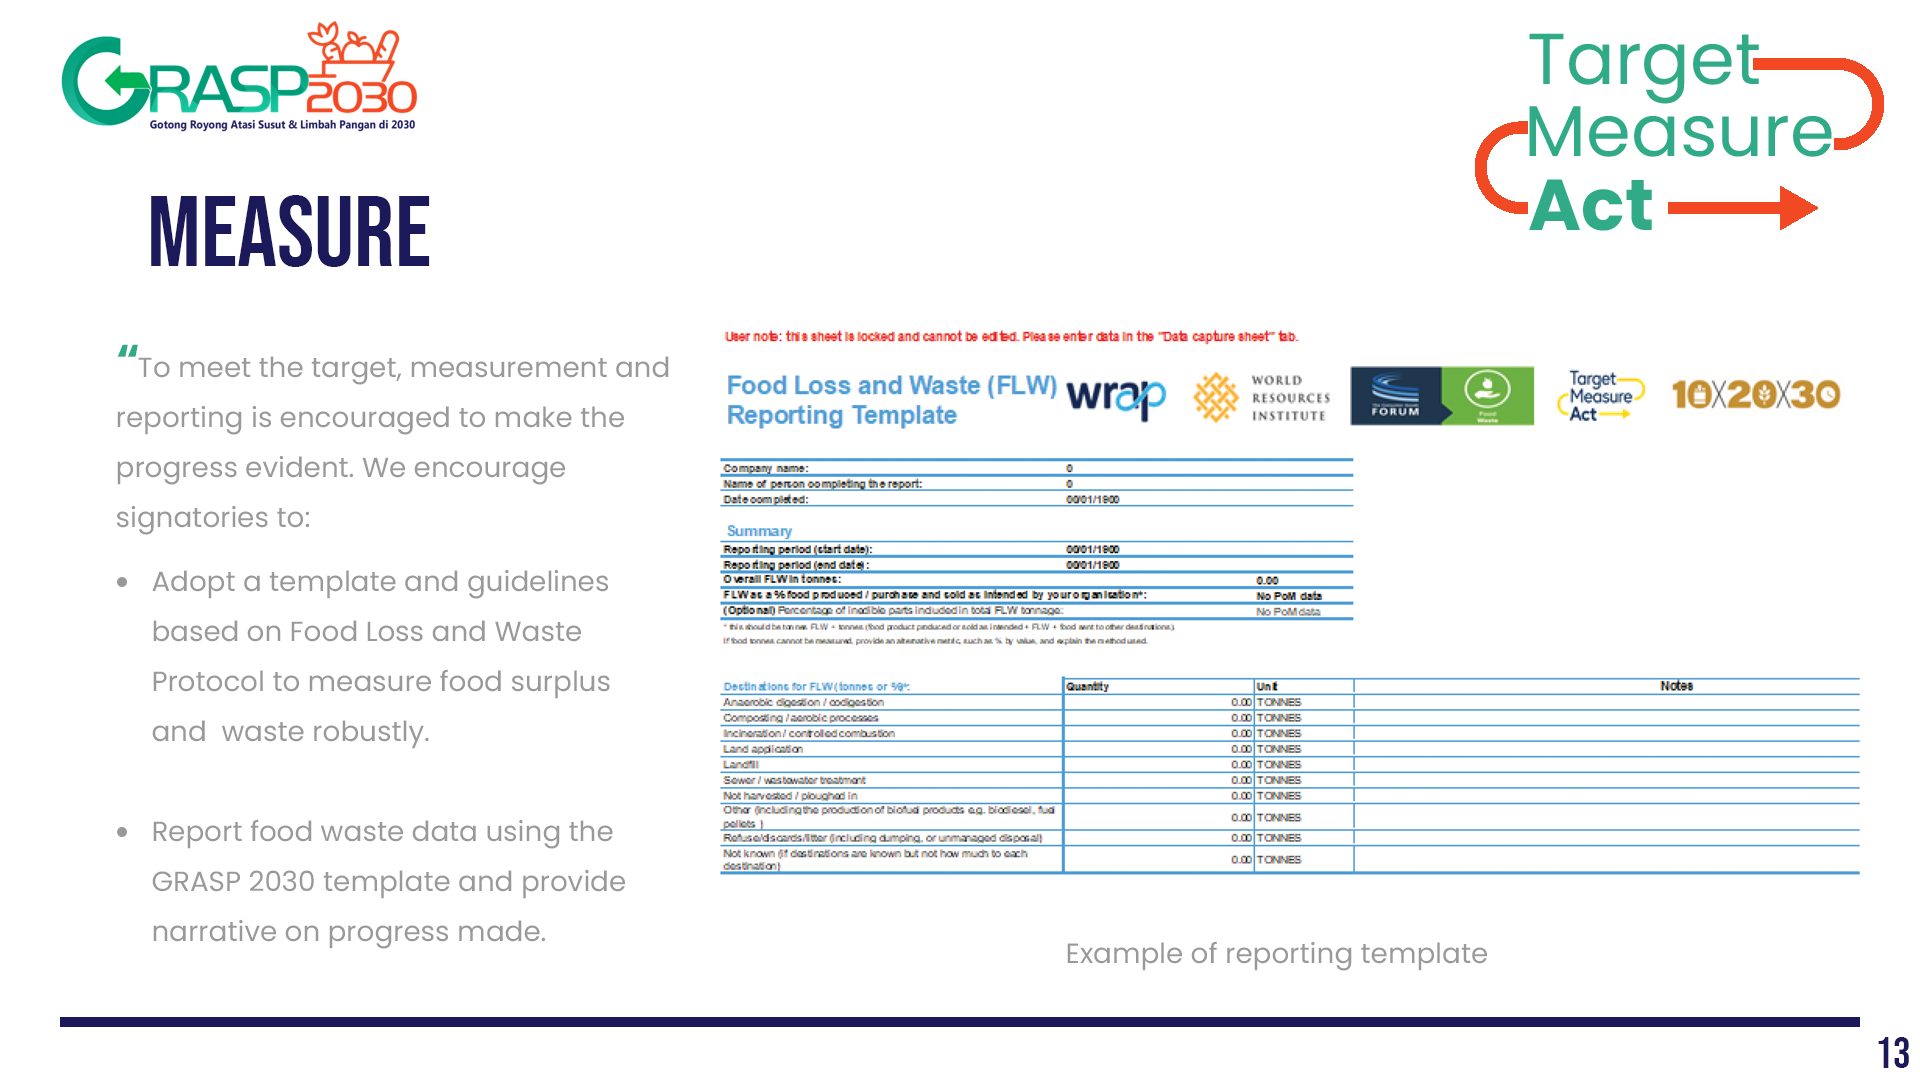 GRASP 2030
Gotong Royong Atasi Susut & Limbah Pangan di 2030
Target
Measure
Act
MEASURE
“To meet the target, measurement and
reporting is encouraged to make the
progress evident. We encourage
signatories to:
• Adopt a template and guidelines
based on Food Loss and Waste
Protocol to measure food surplus
and waste robustly.
• Report food waste data using the
GRASP 2030 template and provide
narrative on progress made.
User note: this sheet is locked and cannot be edited. Please enter data in the "Data capture sheet" tab.
Food Loss and Waste (FLW)
Reporting Template
wrap
WORLD
RESOURCES
INSTITUTE
FORUM
Food
Waste
Target
Measure
Act
10X20X30
Company name: 0
Name of person completing the report: 0
Date completed: 00/01/1900
Summary
Reporting period (start date): 00/01/1900
Reporting period (end date): 00/01/1900
Overall FLW in tonnes: 0.00
FLW as a % food produced / purchase and sold as intended by your organisation*: No PoM data
(Optional) Percentage of inedible parts included in total FLW tonnage: No PoM data
* this should be tonnes FLW ÷ tonnes (food product produced or sold as intended + FLW + food sent to other destinations)
If food tonnes cannot be measured, provide an alternative metric, such as % by value, and explain the method used.
Destinations for FLW (tonnes or %)*: Quantity Unit Notes
Anaerobic digestion / codigestion 0.00 TONNES
Composting / aerobic processes 0.00 TONNES
Incineration / controlled combustion 0.00 TONNES
Land application 0.00 TONNES
Landfill 0.00 TONNES
Sewer / wastewater treatment 0.00 TONNES
Not harvested / ploughed in 0.00 TONNES
Other (including the production of biofuel products e.g. biodiesel, fuel
pellets ) 0.00 TONNES
Refuse/discards/litter (including dumping, or unmanaged disposal) 0.00 TONNES
Not known (if destinations are known but not how much to each
destination) 0.00 TONNES
Example of reporting template
13